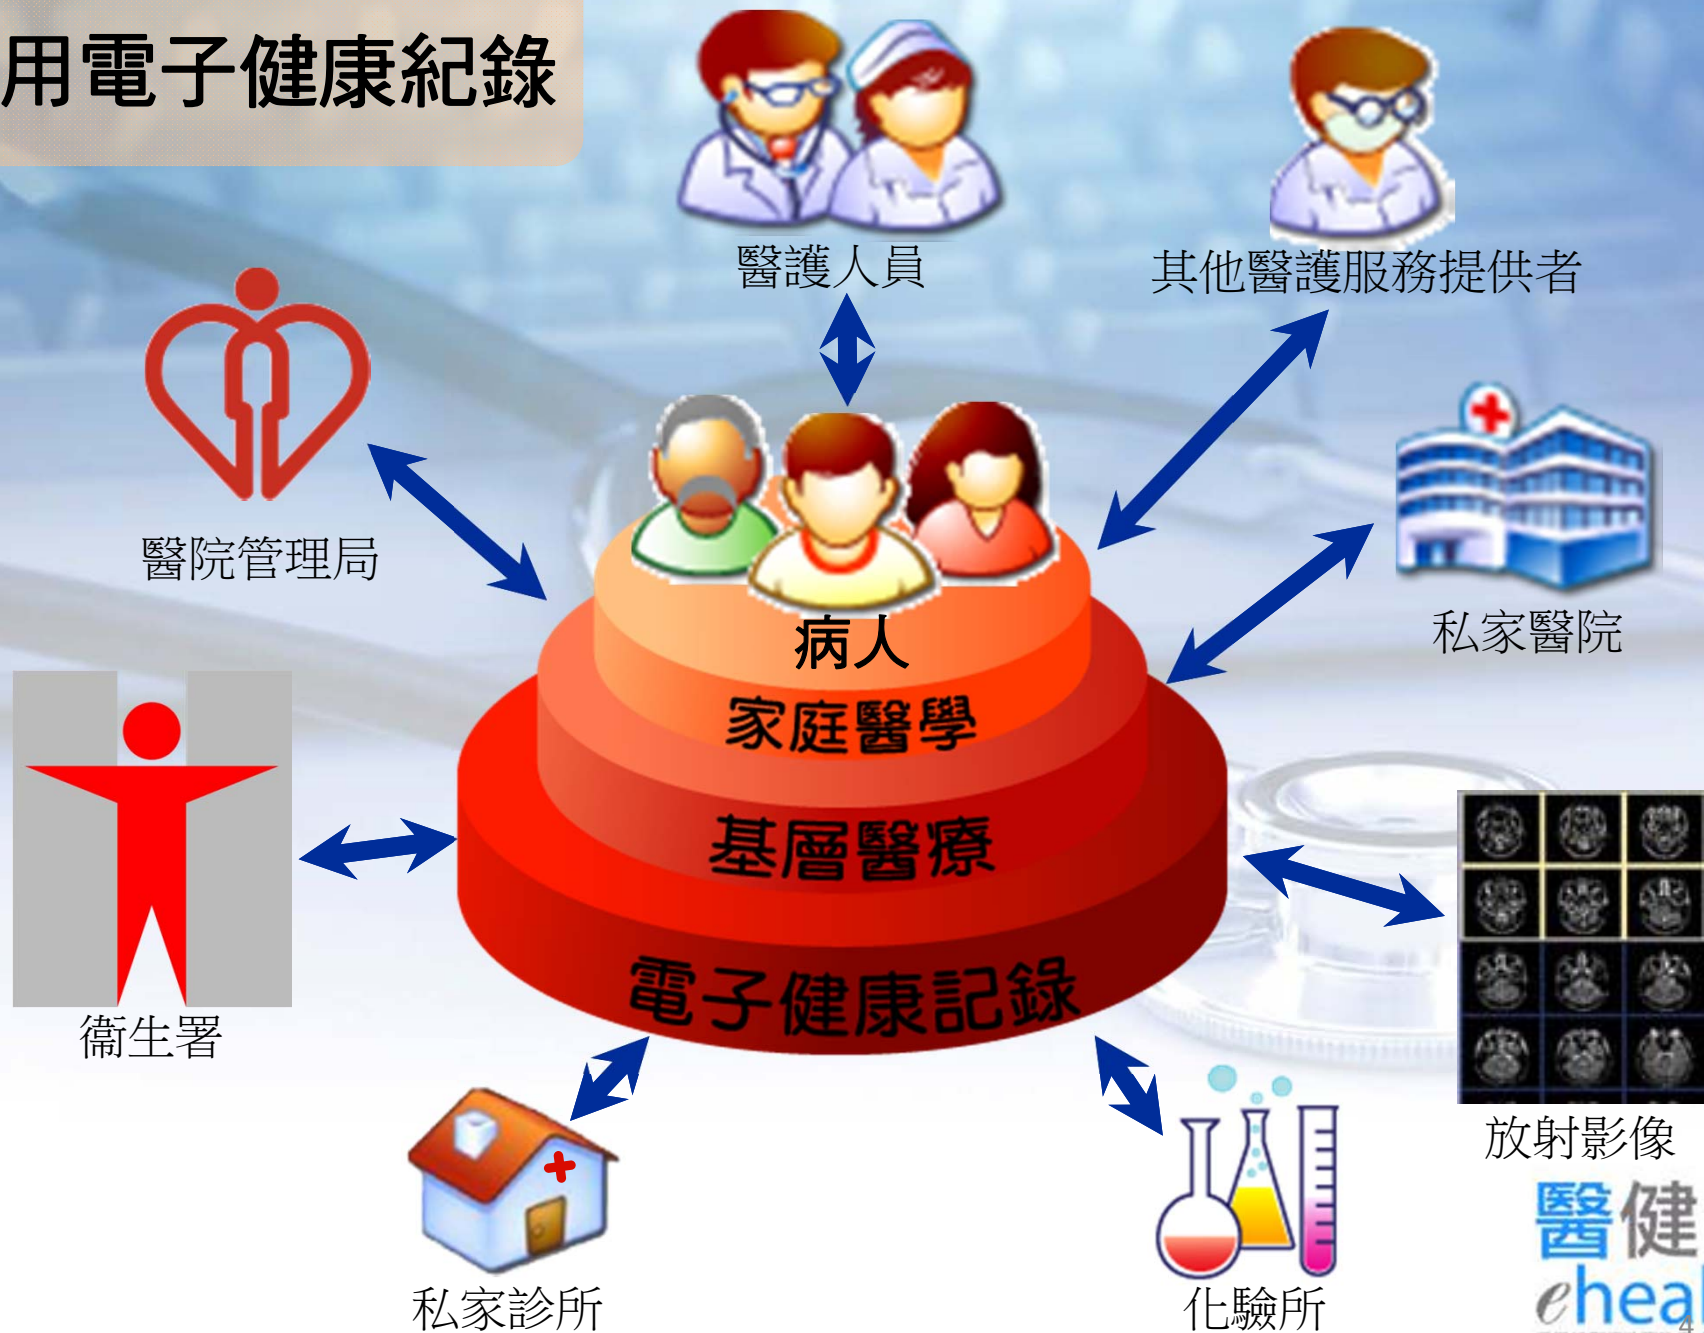 用電子健康紀錄
醫護人員
其他醫護服務提供者
醫院管理局
私家醫院
病人
家庭醫學
基層醫療
電子健康記錄
衞生署
放射影像
私家診所
化驗所
醫健
ehea
4